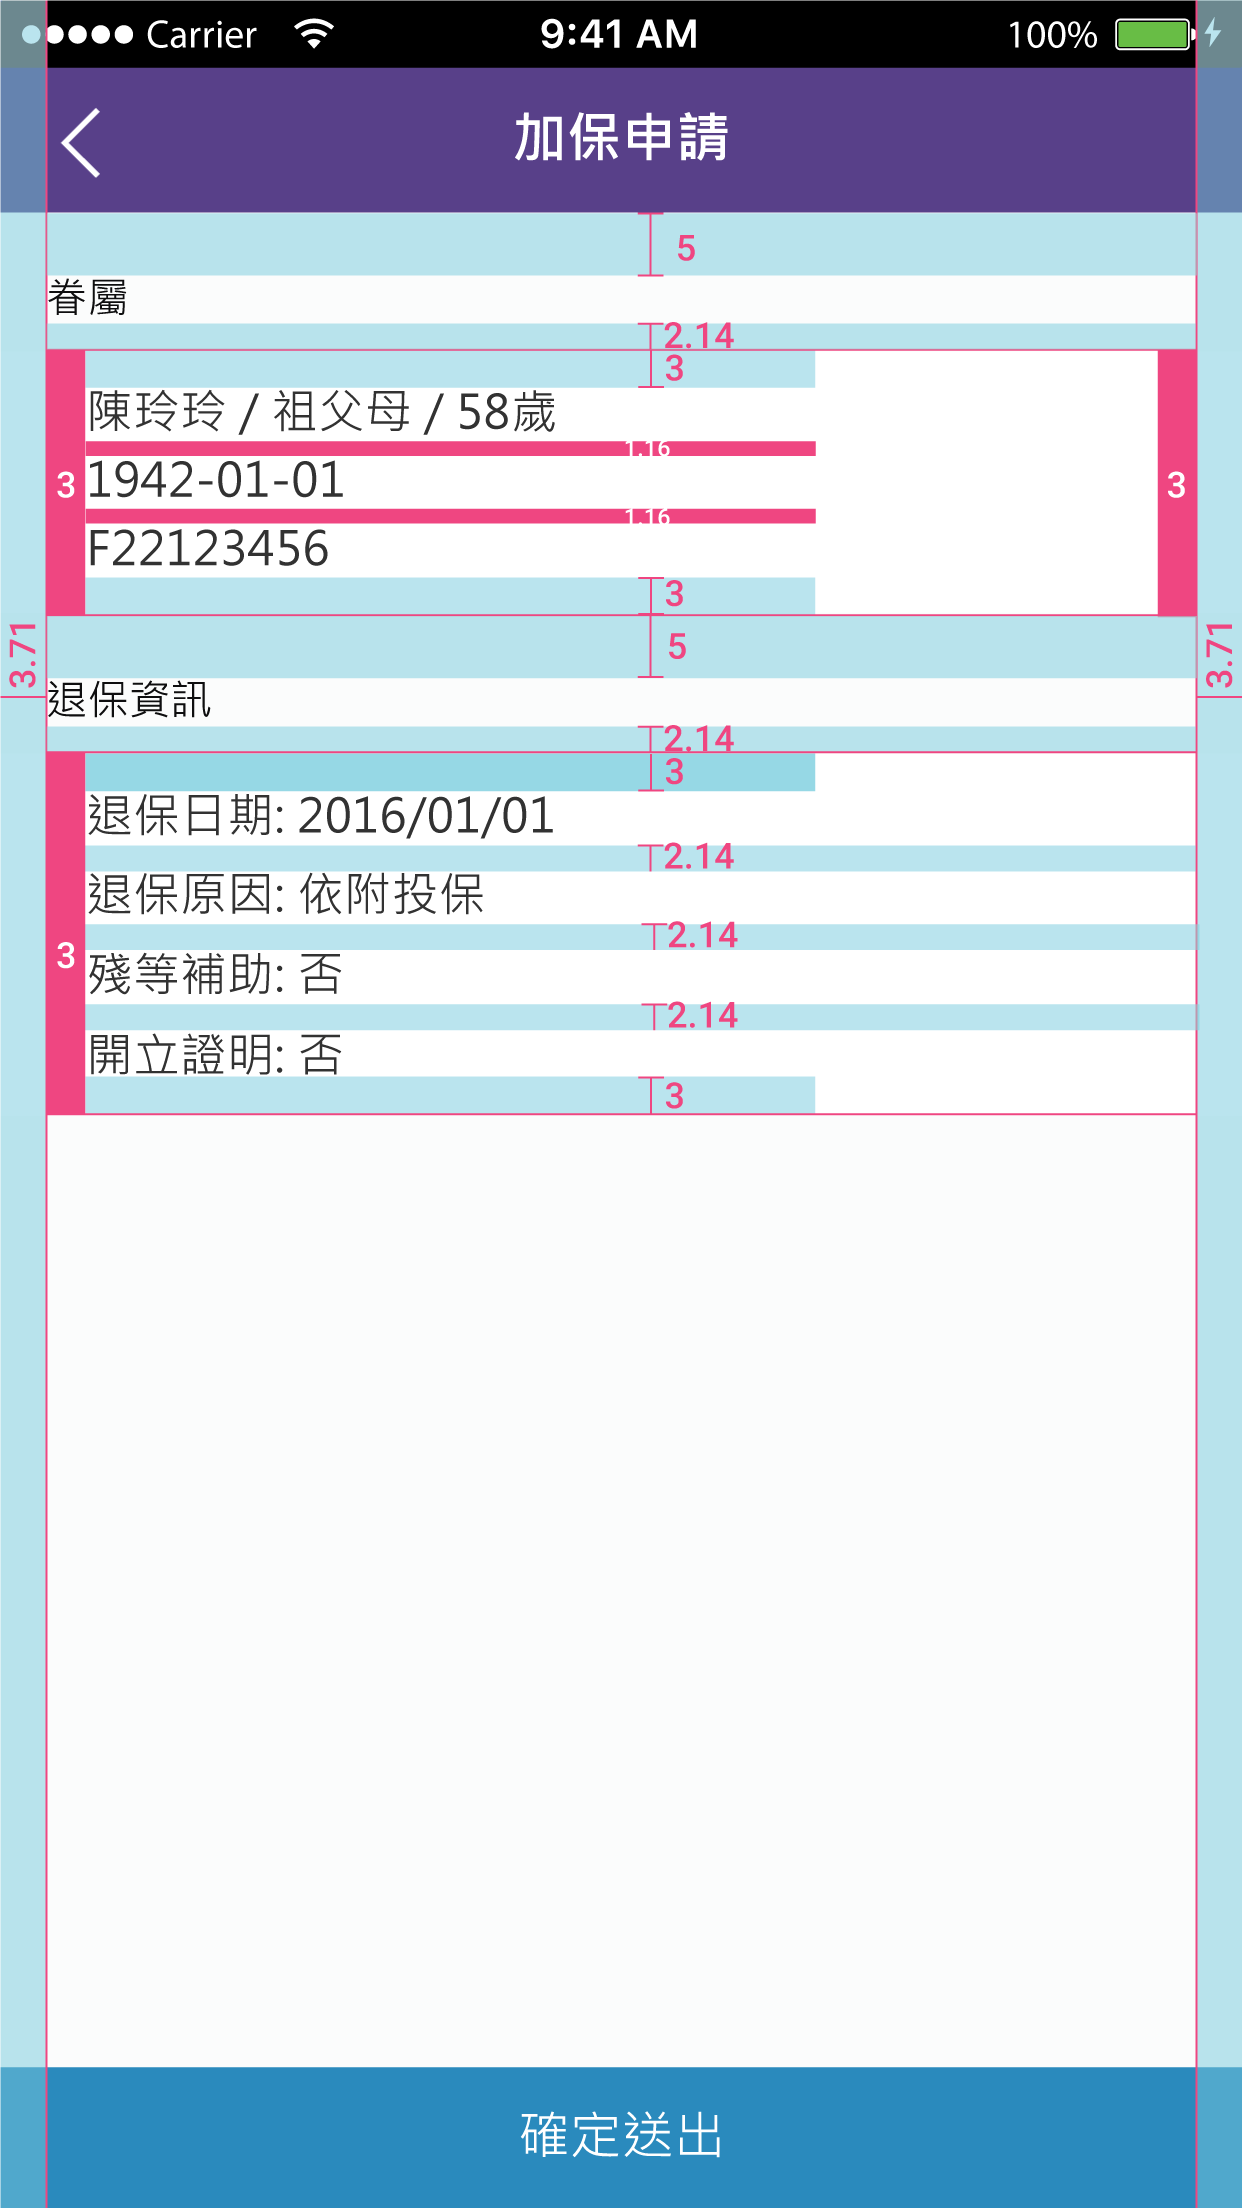 Carrier 9:41 AM 100%
加保申請
5
眷屬
2.14
3
陳玲玲 / 祖父母 / 58歲
1.16
3 1942-01-01 3
1.16
F22123456
3
3.71 5 3.71
退保資訊
2.14
3
退保日期: 2016/01/01
2.14
退保原因: 依附投保
2.14
3
殘等補助: 否
2.14
開立證明: 否
3
確定送出